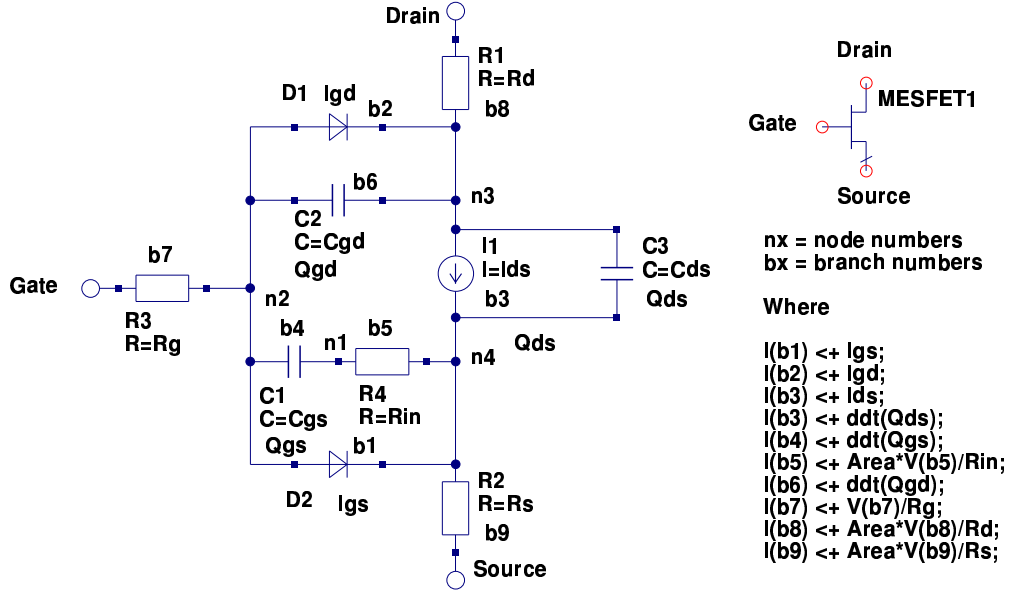 Drain
R1
R=Rd
b8
D1 Igd
b2
b6
n3
C2
C=Cgd
Qgd
I1
I=Ids
b3
C3
C=Cds
Qds
Qds
Gate
b7
R3
R=Rg
n2
b4
n1
b5
n4
C1
C=Cgs
Qgs
R4
R=Rin
b1
D2
Igs
R2
R=Rs
b9
Source
Drain
MESFET1
Gate
Source
nx = node numbers
bx = branch numbers
Where
I(b1) <+ Igs;
I(b2) <+ Igd;
I(b3) <+ Ids;
I(b3) <+ ddt(Qds);
I(b4) <+ ddt(Qgs);
I(b5) <+ Area*V(b5)/Rin;
I(b6) <+ ddt(Qgd);
I(b7) <+ V(b7)/Rg;
I(b8) <+ Area*V(b8)/Rd;
I(b9) <+ Area*V(b9)/Rs;